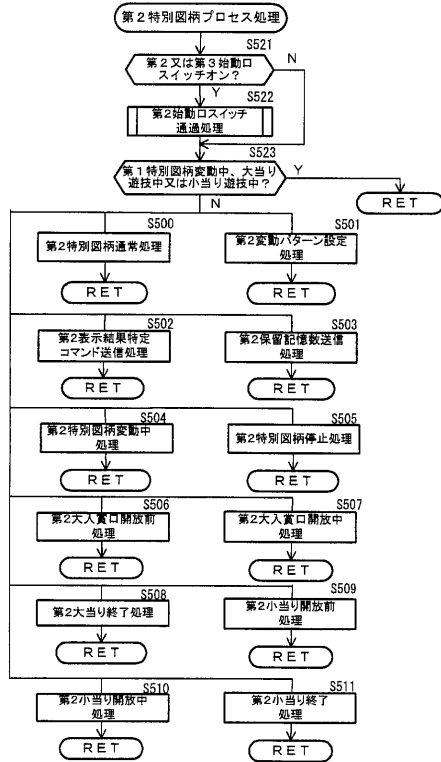 第2特別図柄プロセス処理
S521
第2又は第3始動口
スイッチオン？
N
Y
S522
第2始動口スイッチ
通過処理
S523
第1特別図柄変動中、大当り
遊技中又は小当り遊技中？
Y
N
RET
S500
第2特別図柄通常処理
RET
S501
第2変動パターン設定
処理
RET
S502
第2表示結果特定
コマンド送信処理
RET
S503
第2保留記憶数送信
処理
RET
S504
第2特別図柄変動中
処理
RET
S505
第2特別図柄停止処理
RET
S506
第2大入賞口開放前
処理
RET
S507
第2大入賞口開放中
処理
RET
S508
第2大当り終了処理
RET
S509
第2小当り開放前
処理
RET
S510
第2小当り開放中
処理
RET
S511
第2小当り終了
処理
RET